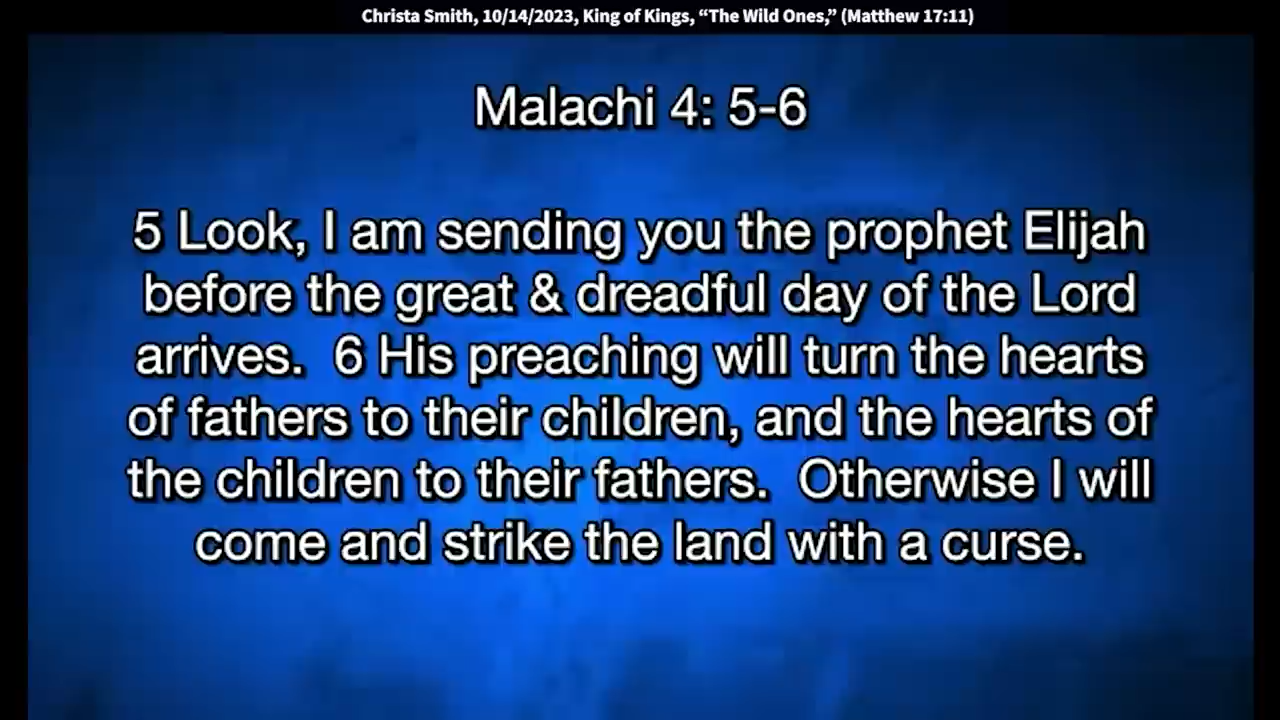 Christa Smith, 10/14/2023, King of Kings, “The Wild Ones,” (Matthew 17:11)
Malachi 4: 5-6
5 Look, I am sending you the prophet Elijah
before the great & dreadful day of the Lord
arrives.  6 His preaching will turn the hearts
of fathers to their children, and the hearts of
the children to their fathers.  Otherwise I will
come and strike the land with a curse.